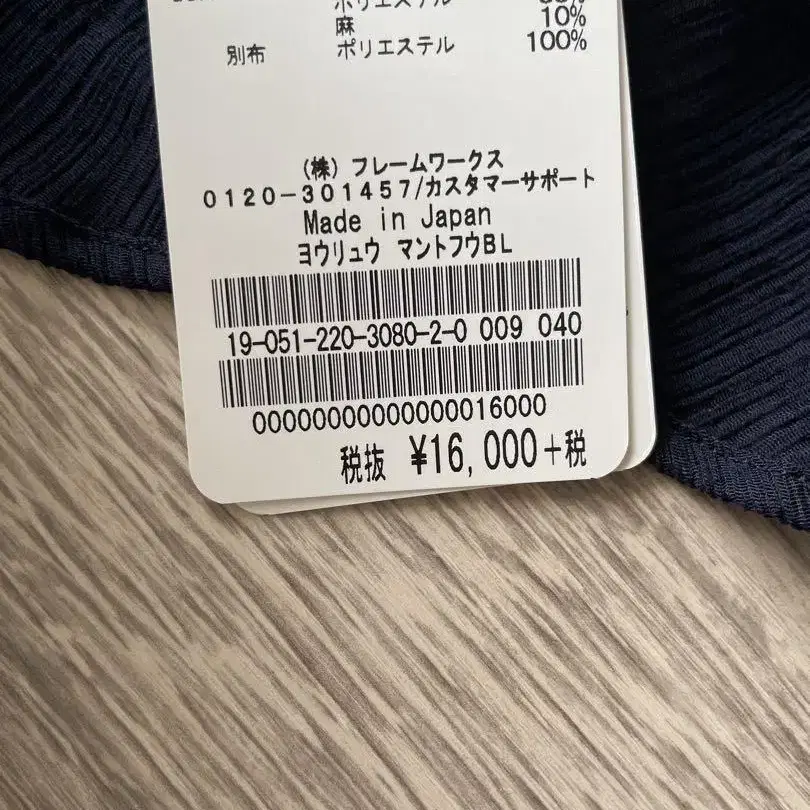 ポリエステル
麻 10%
別布 ポリエステル 100%
(株) フレームワークス
0120-301457/カスタマーサポート
Made in Japan
ヨウリュウ マントフウBL
19-051-220-3080-2-0 009 040
0000000000000000016000
税抜 ¥16,000+税